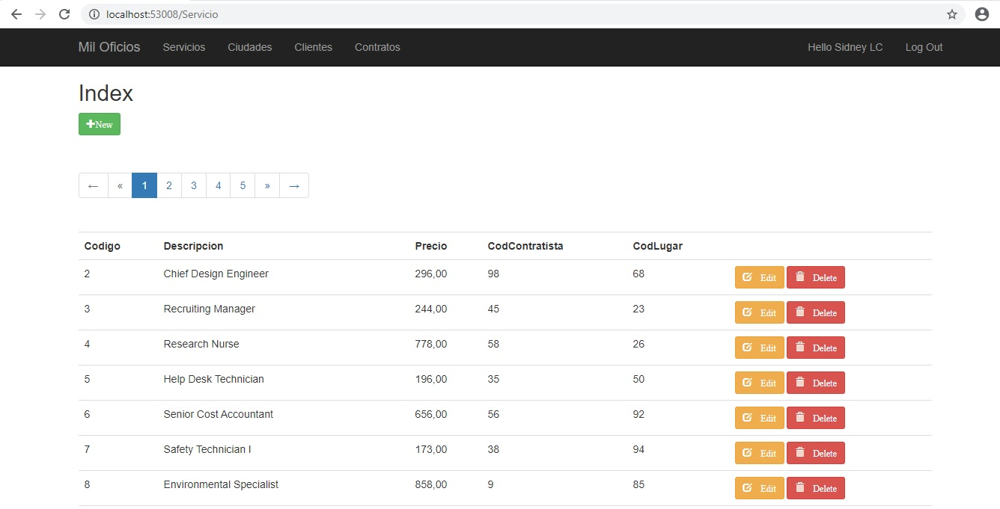 localhost:53008/Servicio
Mil Oficios Servicios Ciudades Clientes Contratos Hello Sidney LC Log Out
Index
New
← « 1 2 3 4 5 » →
Codigo Descripcion Precio CodContratista CodLugar
2 Chief Design Engineer 296,00 98 68 Edit Delete
3 Recruiting Manager 244,00 45 23 Edit Delete
4 Research Nurse 778,00 58 26 Edit Delete
5 Help Desk Technician 196,00 35 50 Edit Delete
6 Senior Cost Accountant 656,00 56 92 Edit Delete
7 Safety Technician I 173,00 38 94 Edit Delete
8 Environmental Specialist 858,00 9 85 Edit Delete